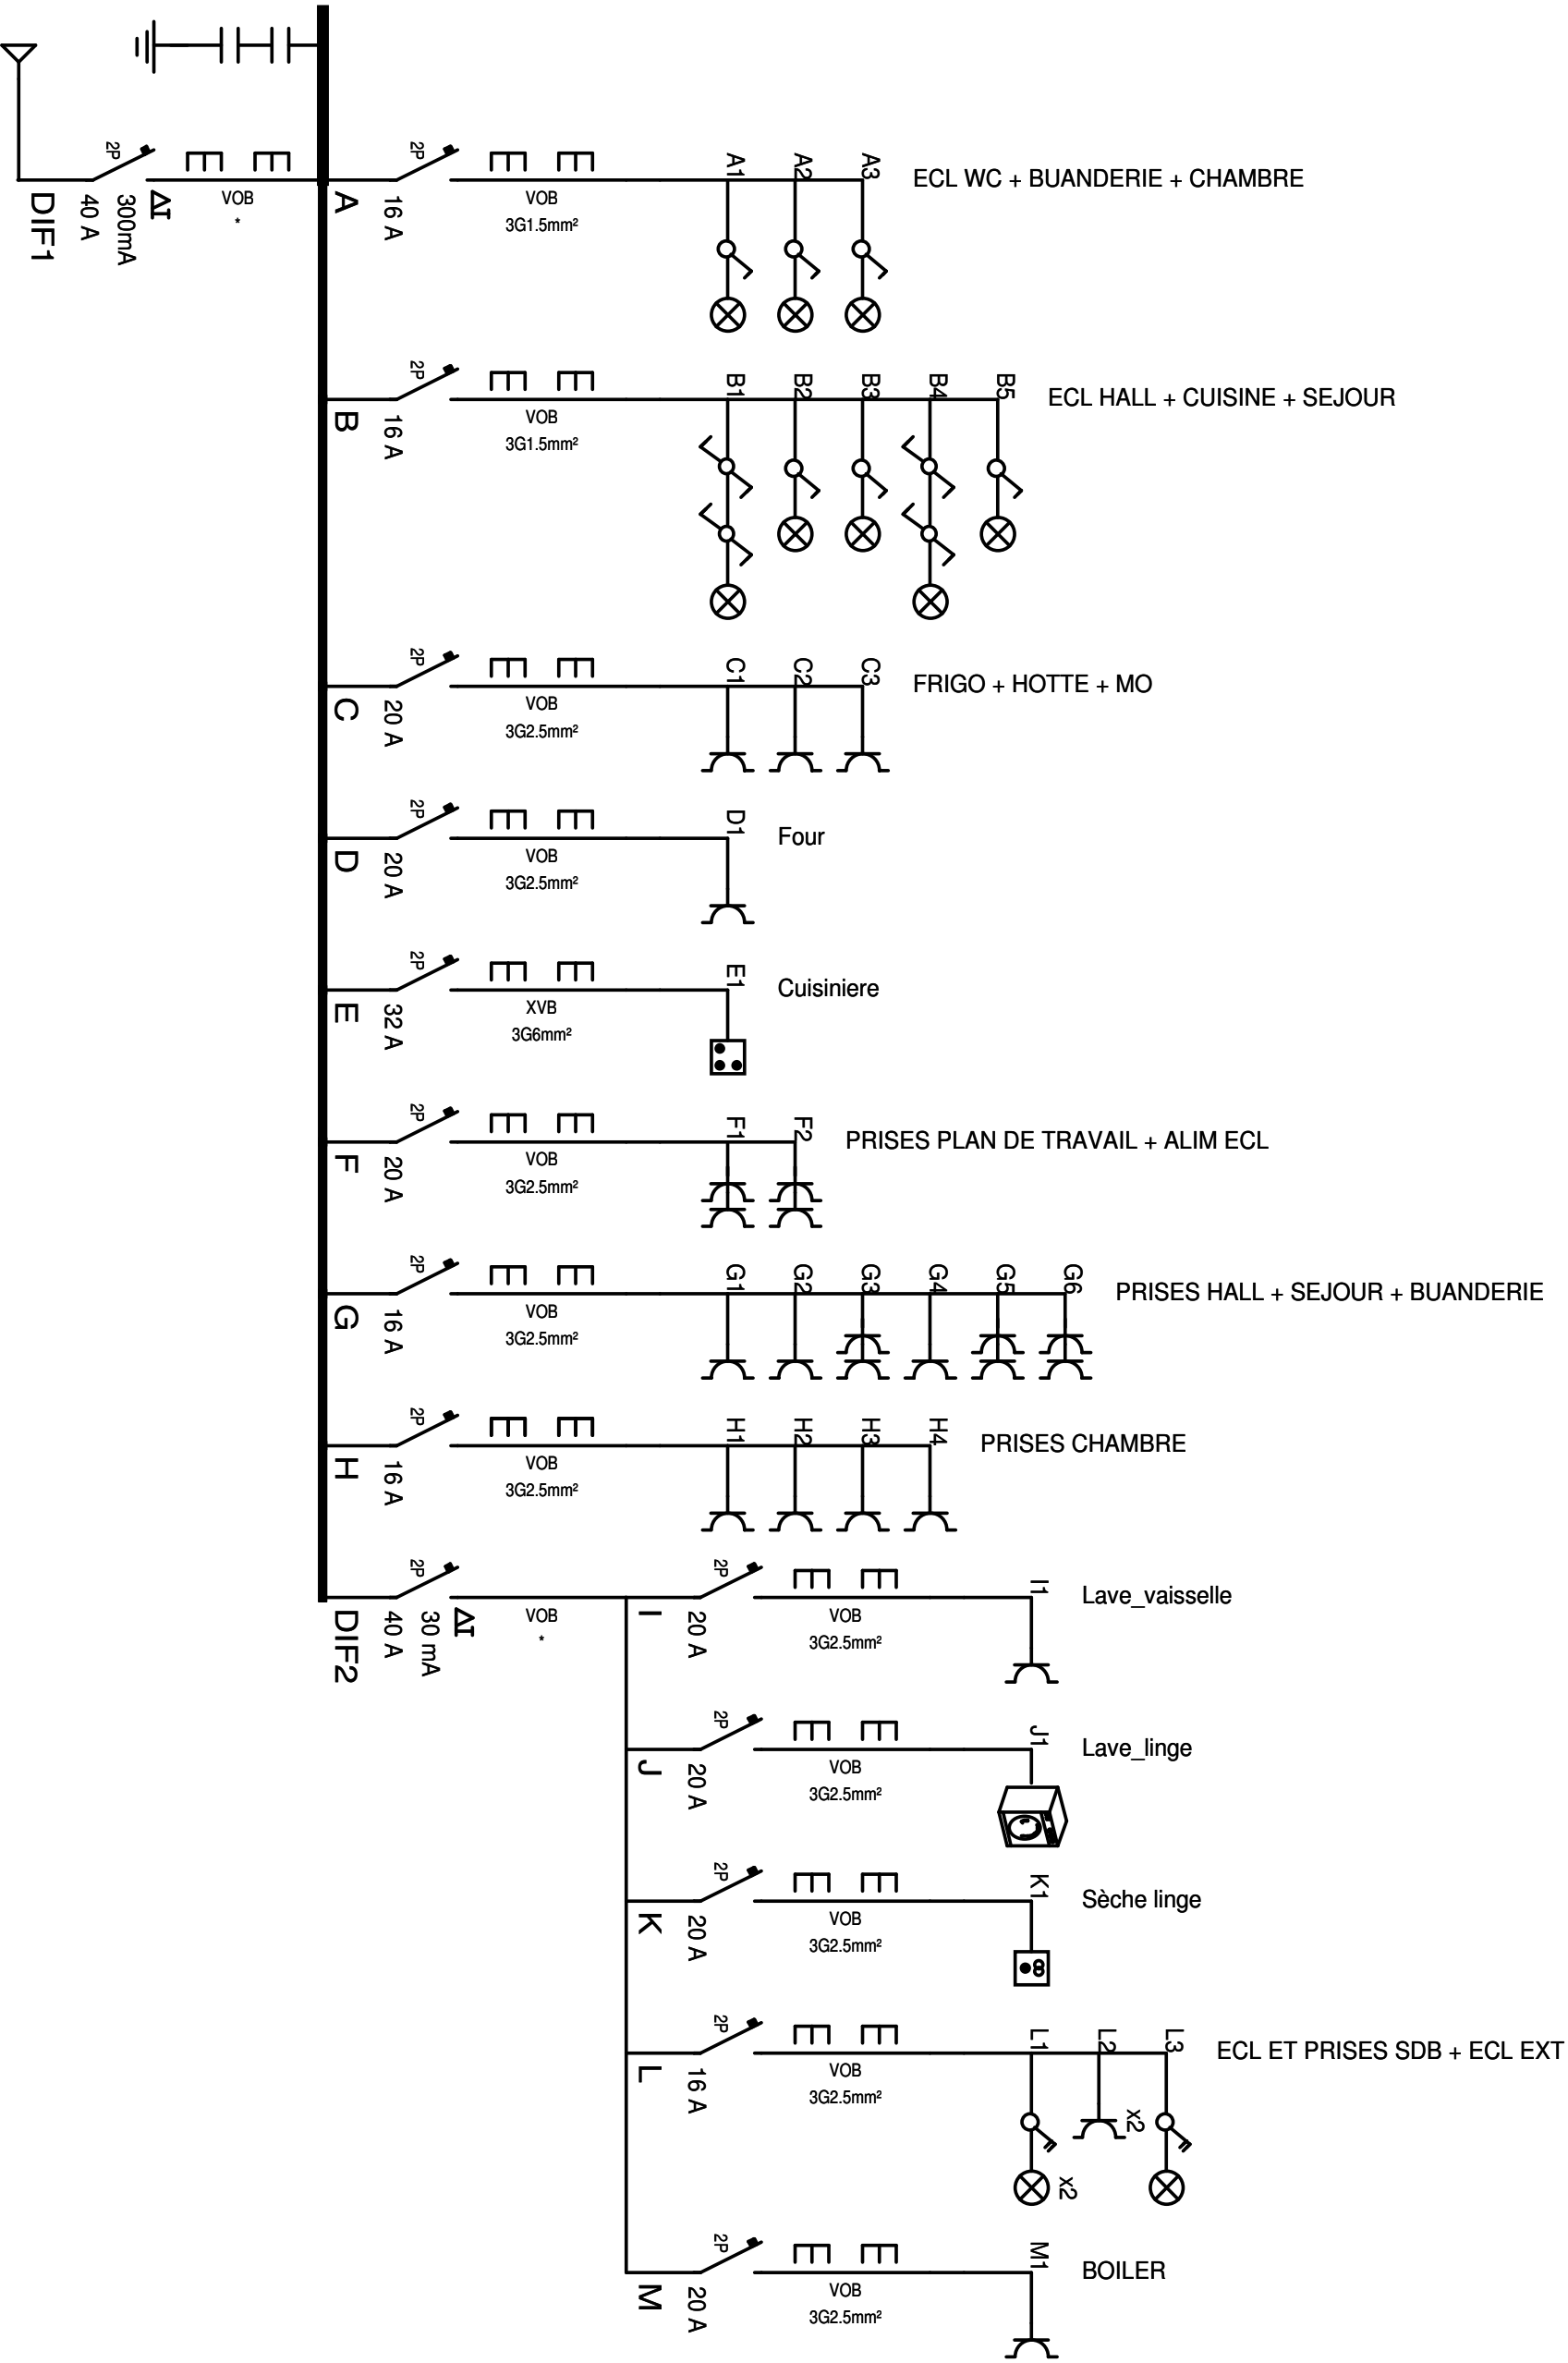 2P
40 A
300mA
ΔI
DIF1
VOB
*
A
2P
16 A
VOB
3G1.5mm²
A1
A2
A3
ECL WC + BUANDERIE + CHAMBRE
B
2P
16 A
VOB
3G1.5mm²
B1
B2
B3
B4
B5
ECL HALL + CUISINE + SEJOUR
C
2P
20 A
VOB
3G2.5mm²
C1
C2
C3
FRIGO + HOTTE + MO
D
2P
20 A
VOB
3G2.5mm²
D1
Four
E
2P
32 A
XVB
3G6mm²
E1
Cuisiniere
F
2P
20 A
VOB
3G2.5mm²
F1
F2
PRISES PLAN DE TRAVAIL + ALIM ECL
G
2P
16 A
VOB
3G2.5mm²
G1
G2
G3
G4
G5
G6
PRISES HALL + SEJOUR + BUANDERIE
H
2P
16 A
VOB
3G2.5mm²
H1
H2
H3
H4
PRISES CHAMBRE
DIF2
2P
40 A
30 mA
ΔI
VOB
*
I
2P
20 A
VOB
3G2.5mm²
I1
Lave_vaisselle
J
2P
20 A
VOB
3G2.5mm²
J1
Lave_linge
K
2P
20 A
VOB
3G2.5mm²
K1
Sèche linge
L
2P
16 A
VOB
3G2.5mm²
L1
L2
L3
x2
x2
ECL ET PRISES SDB + ECL EXT
M
2P
20 A
VOB
3G2.5mm²
M1
BOILER